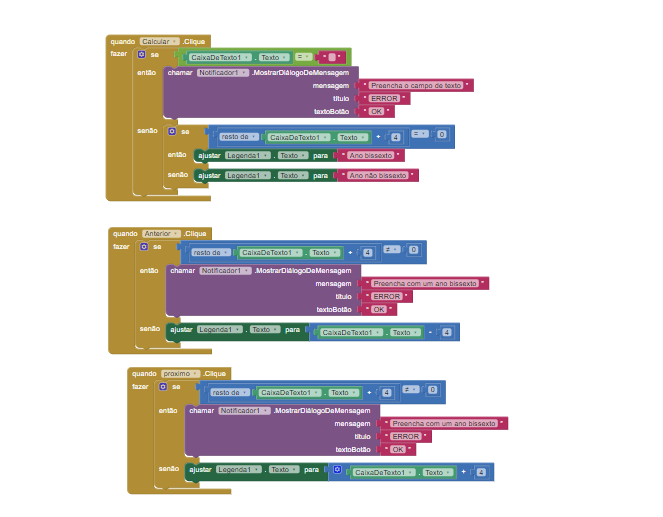 quando Calcular .Clique
fazer se CaixaDeTexto1 . Texto = " "
então chamar Notificador1 .MostrarDiálogoDeMensagem
mensagem " Preencha o campo de texto "
título " ERROR "
textoBotão " OK "
senão se resto de CaixaDeTexto1 . Texto ÷ 4 = 0
então ajustar Legenda1 . Texto para " Ano bissexto "
senão ajustar Legenda1 . Texto para " Ano não bissexto "
quando Anterior .Clique
fazer se resto de CaixaDeTexto1 . Texto ÷ 4 ≠ 0
então chamar Notificador1 .MostrarDiálogoDeMensagem
mensagem " Preencha com um ano bissexto "
título " ERROR "
textoBotão " OK "
senão ajustar Legenda1 . Texto para CaixaDeTexto1 . Texto - 4
quando proximo .Clique
fazer se resto de CaixaDeTexto1 . Texto ÷ 4 ≠ 0
então chamar Notificador1 .MostrarDiálogoDeMensagem
mensagem " Preencha com um ano bissexto "
título " ERROR "
textoBotão " OK "
senão ajustar Legenda1 . Texto para CaixaDeTexto1 . Texto + 4